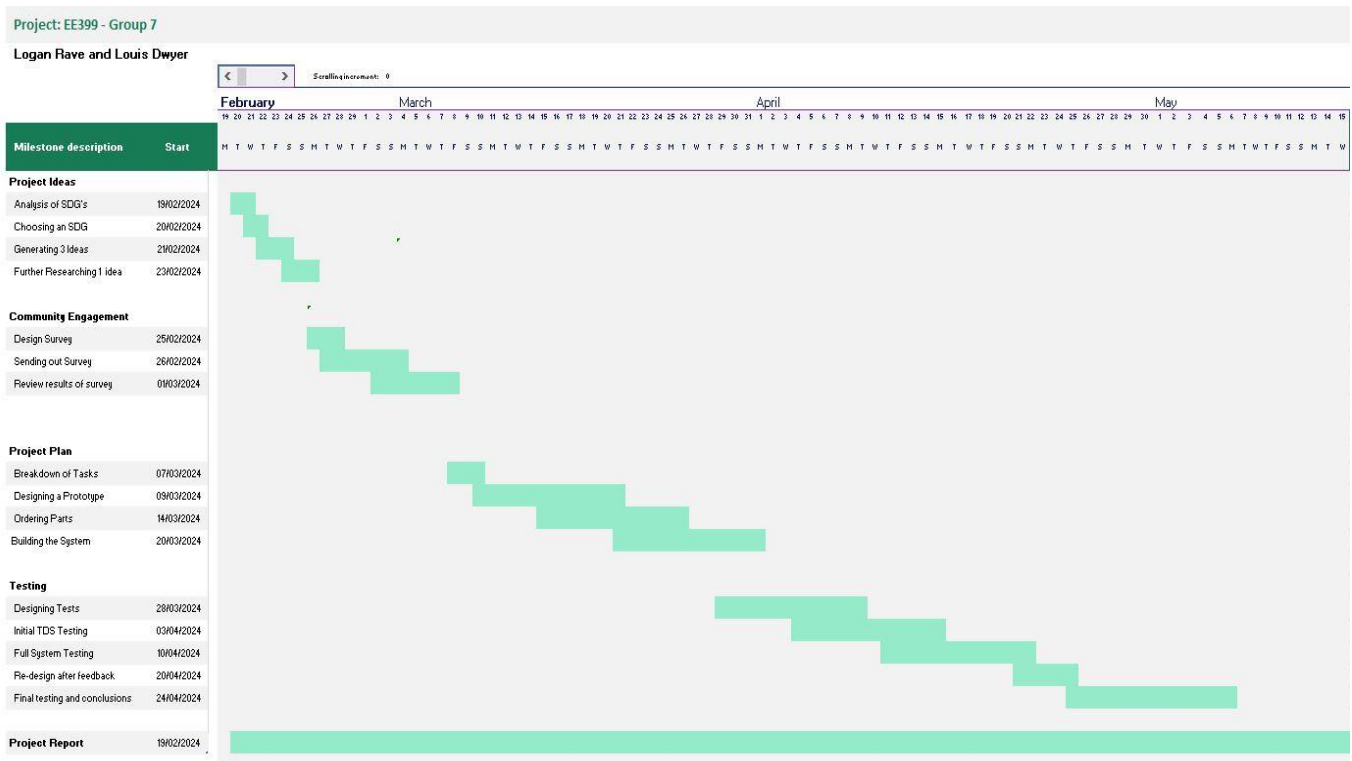 Project: EE399 - Group 7
Logan Rave and Louis Dwyer
Scrolling increment: 0
February March April May
19 20 21 22 23 24 25 26 27 28 29 1 2 3 4 5 6 7 8 9 10 11 12 13 14 15 16 17 18 19 20 21 22 23 24 25 26 27 28 29 30 31 1 2 3 4 5 6 7 8 9 10 11 12 13 14 15 16 17 18 19 20 21 22 23 24 25 26 27 28 29 30 1 2 3 4 5 6 7 8 9 10 11 12 13 14 15
Milestone description Start M T W T F S S M T W T F S S M T W T F S S M T W T F S S M T W T F S S M T W T F S S M T W T F S S M T W T F S S M T W T F S S M T W T F S S M T W T F S S M T W T F S S M T W
Project Ideas
Analysis of SDG's 19/02/2024
Choosing an SDG 20/02/2024
Generating 3 Ideas 21/02/2024
Further Researching 1 idea 23/02/2024
Community Engagement
Design Survey 25/02/2024
Sending out Survey 26/02/2024
Review results of survey 01/03/2024
Project Plan
Breakdown of Tasks 07/03/2024
Designing a Prototype 09/03/2024
Ordering Parts 14/03/2024
Building the System 20/03/2024
Testing
Designing Tests 28/03/2024
Initial TDS Testing 03/04/2024
Full System Testing 10/04/2024
Re-design after feedback 20/04/2024
Final testing and conclusions 24/04/2024
Project Report 19/02/2024